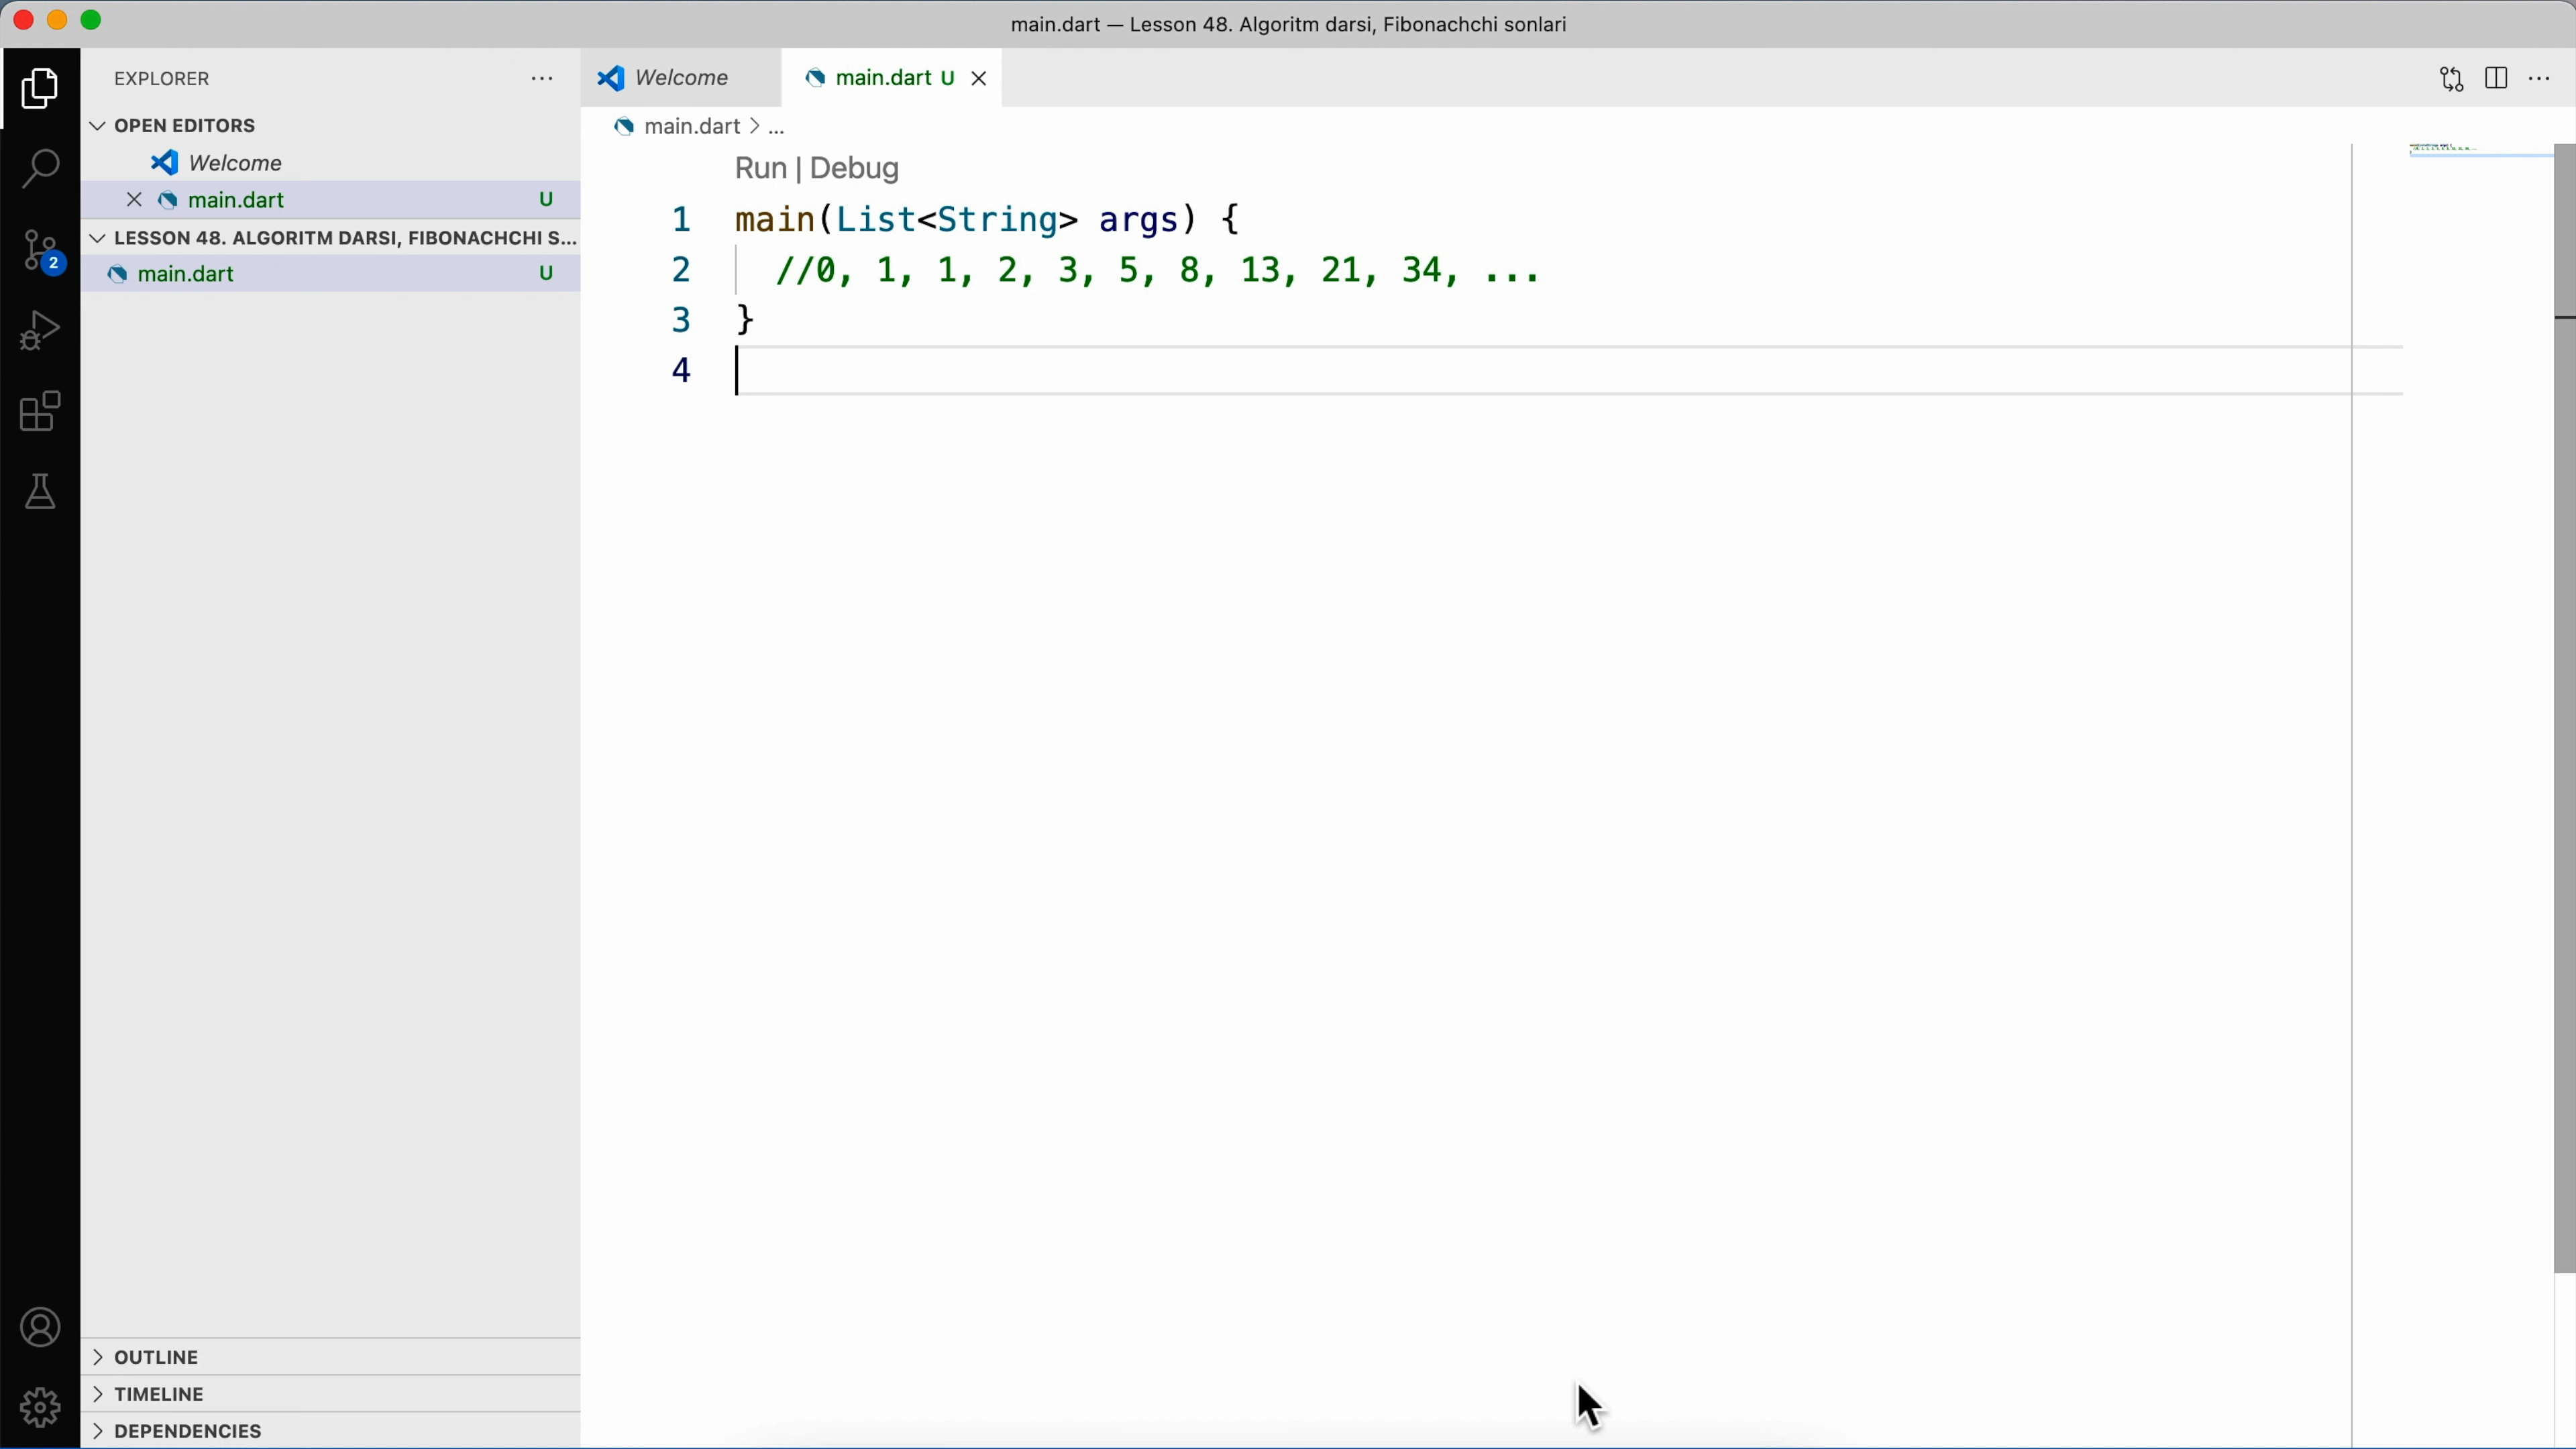 main.dart — Lesson 48. Algoritm darsi, Fibonachchi sonlari
EXPLORER
OPEN EDITORS
Welcome
main.dart U
LESSON 48. ALGORITM DARSI, FIBONACHCHI S...
main.dart U
OUTLINE
TIMELINE
DEPENDENCIES
2
Welcome
main.dart U
main.dart > ...
Run | Debug
1 main(List<String> args) {
2 //0, 1, 1, 2, 3, 5, 8, 13, 21, 34, ...
3 }
4